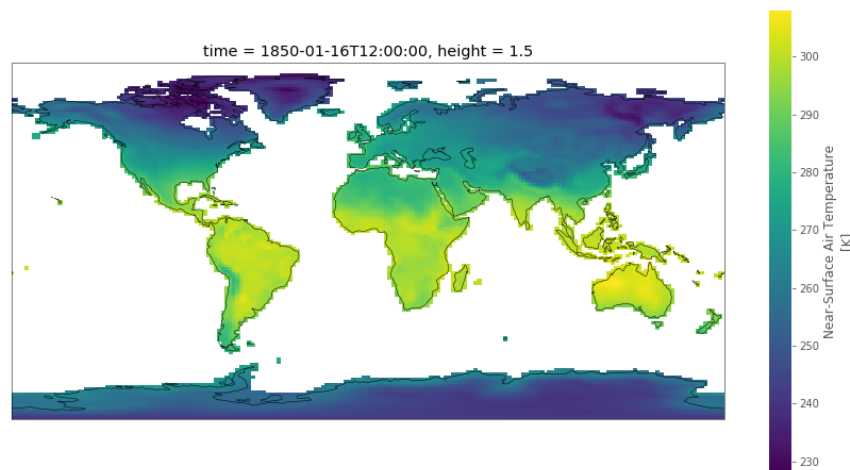 time = 1850-01-16T12:00:00, height = 1.5
300
290
280
270
260
250
240
230
Near-Surface Air Temperature
[K]